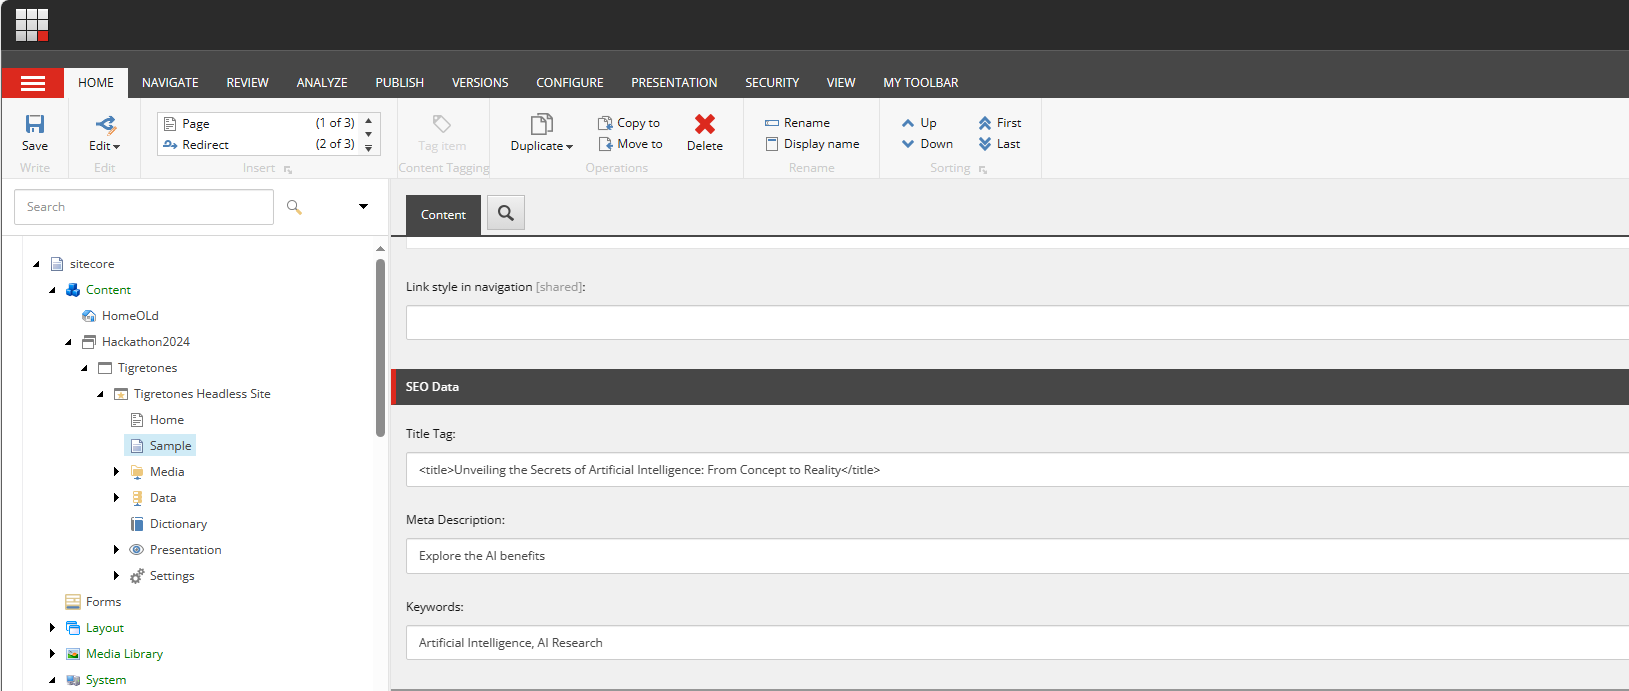 HOME NAVIGATE REVIEW ANALYZE PUBLISH VERSIONS CONFIGURE PRESENTATION SECURITY VIEW MY TOOLBAR
Save
Write
Edit
Edit
Page (1 of 3)
Redirect (2 of 3)
Insert
Tag item
Content Tagging
Duplicate
Copy to
Move to
Delete
Operations
Rename
Display name
Rename
Up First
Down Last
Sorting
Search
sitecore
Content
HomeOLd
Hackathon2024
Tigretones
Tigretones Headless Site
Home
Sample
Media
Data
Dictionary
Presentation
Settings
Forms
Layout
Media Library
System
Content
Link style in navigation [shared]:
SEO Data
Title Tag:
<title>Unveiling the Secrets of Artificial Intelligence: From Concept to Reality</title>
Meta Description:
Explore the AI benefits
Keywords:
Artificial Intelligence, AI Research